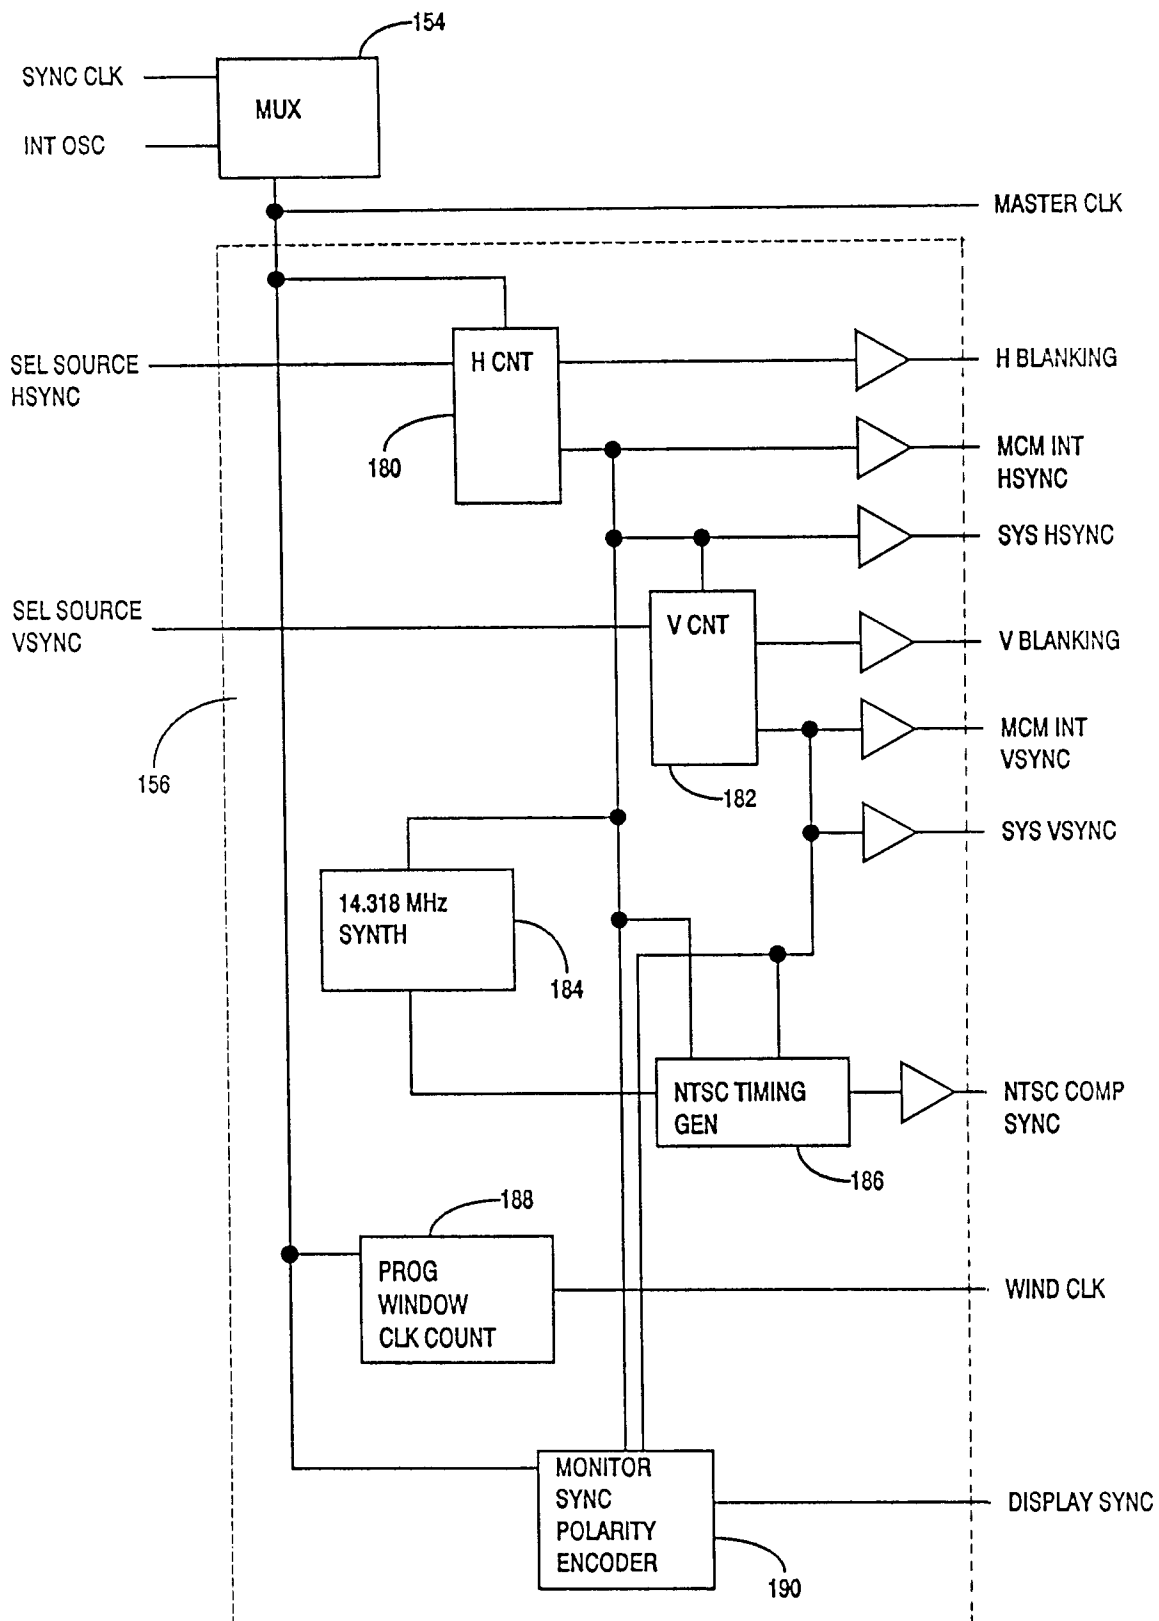 154
SYNC CLK
MUX
INT OSC
MASTER CLK
SEL SOURCE
HSYNC
H CNT
H BLANKING
180
MCM INT
HSYNC
SYS HSYNC
SEL SOURCE
VSYNC
V CNT
V BLANKING
MCM INT
VSYNC
156
182
SYS VSYNC
14.318 MHz
SYNTH
184
NTSC TIMING
GEN
NTSC COMP
SYNC
186
188
PROG
WINDOW
CLK COUNT
WIND CLK
MONITOR
SYNC
POLARITY
ENCODER
DISPLAY SYNC
190